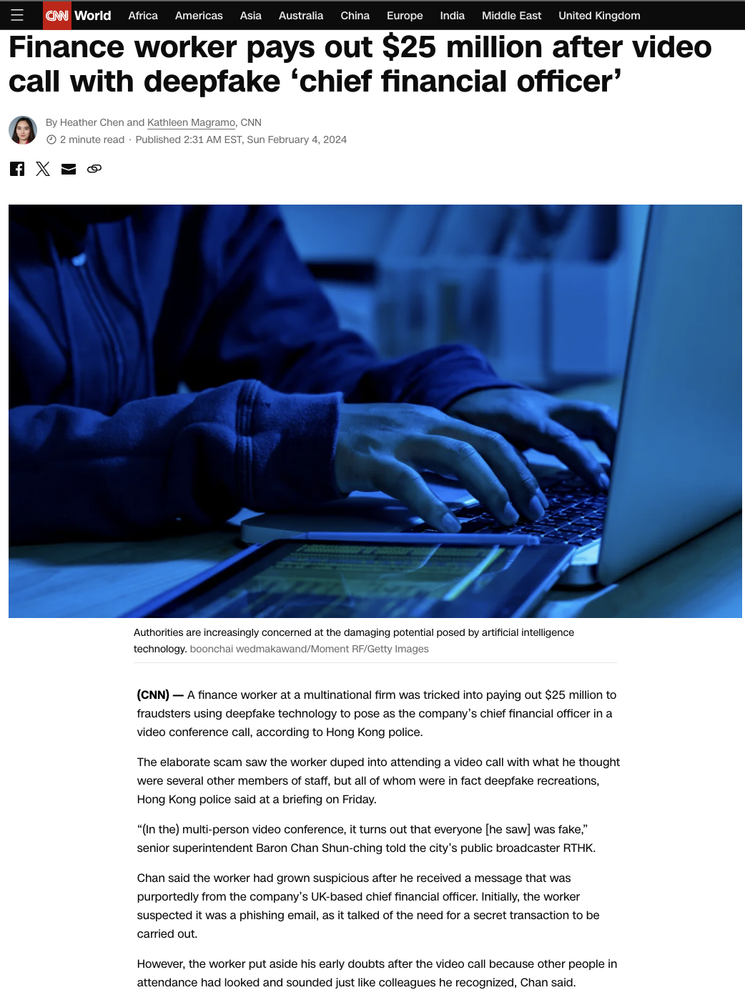 CNN World Africa Americas Asia Australia China Europe India Middle East United Kingdom
Finance worker pays out $25 million after video
call with deepfake ‘chief financial officer’
By Heather Chen and Kathleen Magramo, CNN
2 minute read · Published 2:31 AM EST, Sun February 4, 2024
Authorities are increasingly concerned at the damaging potential posed by artificial intelligence
technology. boonchai wedmakawand/Moment RF/Getty Images
(CNN) — A finance worker at a multinational firm was tricked into paying out $25 million to
fraudsters using deepfake technology to pose as the company’s chief financial officer in a
video conference call, according to Hong Kong police.
The elaborate scam saw the worker duped into attending a video call with what he thought
were several other members of staff, but all of whom were in fact deepfake recreations,
Hong Kong police said at a briefing on Friday.
“(In the) multi-person video conference, it turns out that everyone [he saw] was fake,”
senior superintendent Baron Chan Shun-ching told the city’s public broadcaster RTHK.
Chan said the worker had grown suspicious after he received a message that was
purportedly from the company’s UK-based chief financial officer. Initially, the worker
suspected it was a phishing email, as it talked of the need for a secret transaction to be
carried out.
However, the worker put aside his early doubts after the video call because other people in
attendance had looked and sounded just like colleagues he recognized, Chan said.